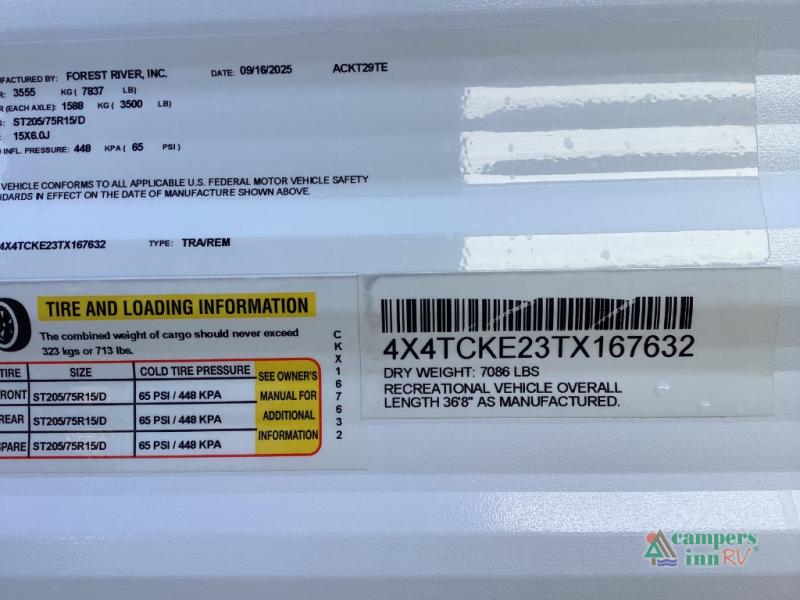 NUFACTURED BY: FOREST RIVER, INC. DATE: 09/16/2025 ACKT29TE
R: 3555 KG ( 7837 LB)
R (EACH AXLE): 1588 KG ( 3500 LB)
S: ST205/75R15/D
: 15X6.0J
D INFL. PRESSURE: 448 KPA ( 65 PSI )
VEHICLE CONFORMS TO ALL APPLICABLE U.S. FEDERAL MOTOR VEHICLE SAFETY
NDARDS IN EFFECT ON THE DATE OF MANUFACTURE SHOWN ABOVE.
4X4TCKE23TX167632 TYPE: TRA/REM
TIRE AND LOADING INFORMATION
The combined weight of cargo should never exceed
323 kgs or 713 lbs.
TIRE SIZE COLD TIRE PRESSURE SEE OWNER'S
FRONT ST205/75R15/D 65 PSI / 448 KPA MANUAL FOR
REAR ST205/75R15/D 65 PSI / 448 KPA ADDITIONAL
SPARE ST205/75R15/D 65 PSI / 448 KPA INFORMATION
CKX167632
4X4TCKE23TX167632
DRY WEIGHT: 7086 LBS
RECREATIONAL VEHICLE OVERALL
LENGTH 36'8" AS MANUFACTURED.
campers
inn RV®